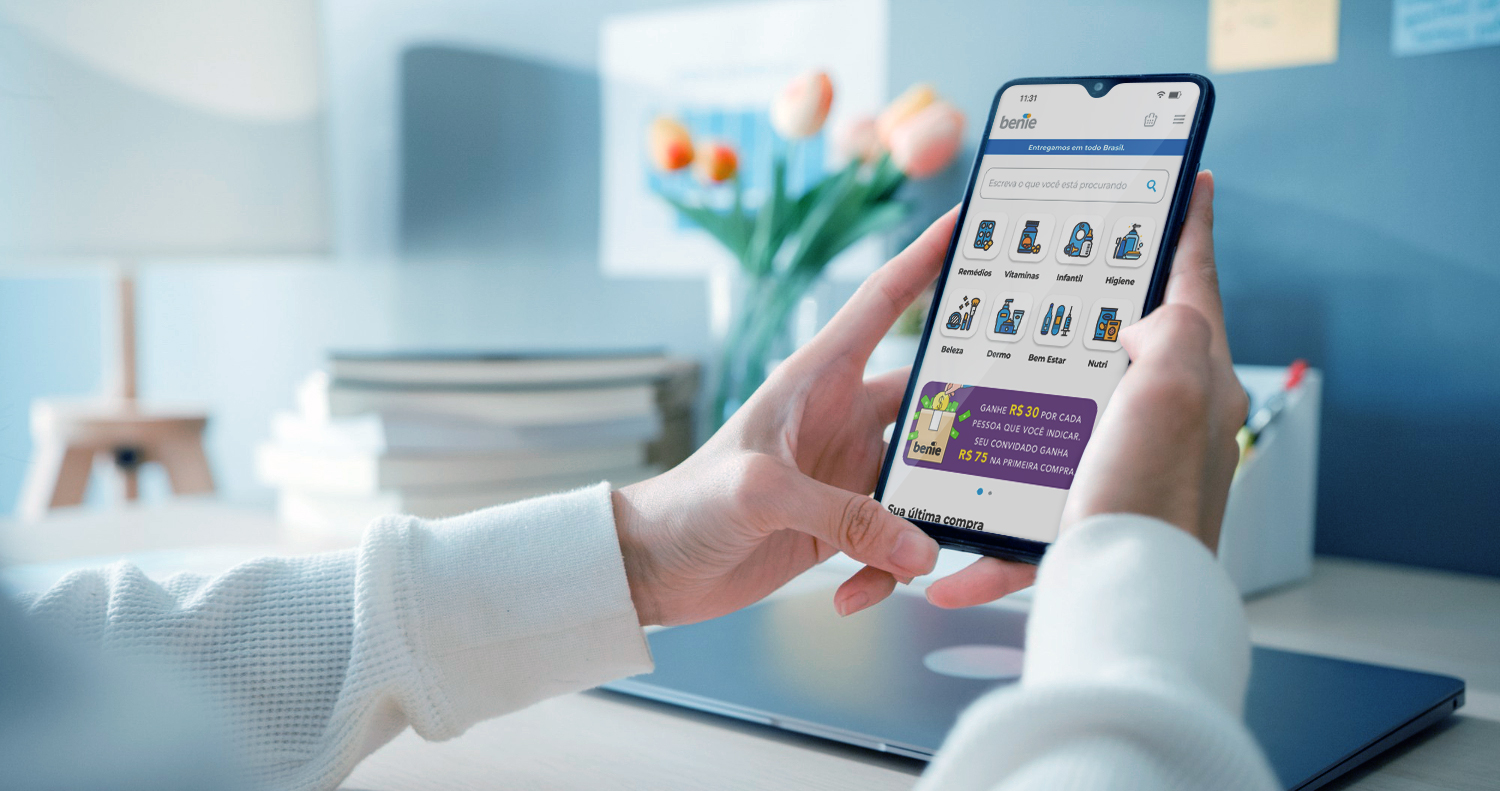 11:31
benie
Entregamos em todo Brasil.
Escreva o que você está procurando
Remédios Vitaminas Infantil Higiene
Beleza Dermo Bem Estar Nutri
GANHE R$ 30 POR CADA
PESSOA QUE VOCÊ INDICAR.
SEU CONVIDADO GANHA
R$ 75 NA PRIMEIRA COMPRA
benie
Sua última compra